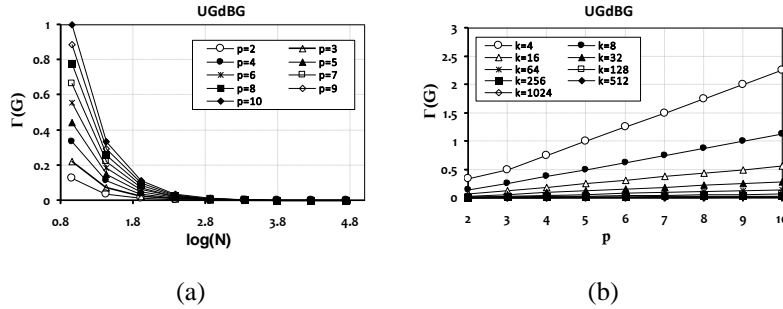 UGdBG
Γ(G)
1
0.8
0.6
0.4
0.2
0
0.8 1.8 2.8 3.8 4.8
log(N)
p=2 p=3
p=4 p=5
p=6 p=7
p=8 p=9
p=10
(a)
UGdBG
Γ(G)
3
2.5
2
1.5
1
0.5
0
2 3 4 5 6 7 8 9 10
p
k=4 k=8
k=16 k=32
k=64 k=128
k=256 k=512
k=1024
(b)